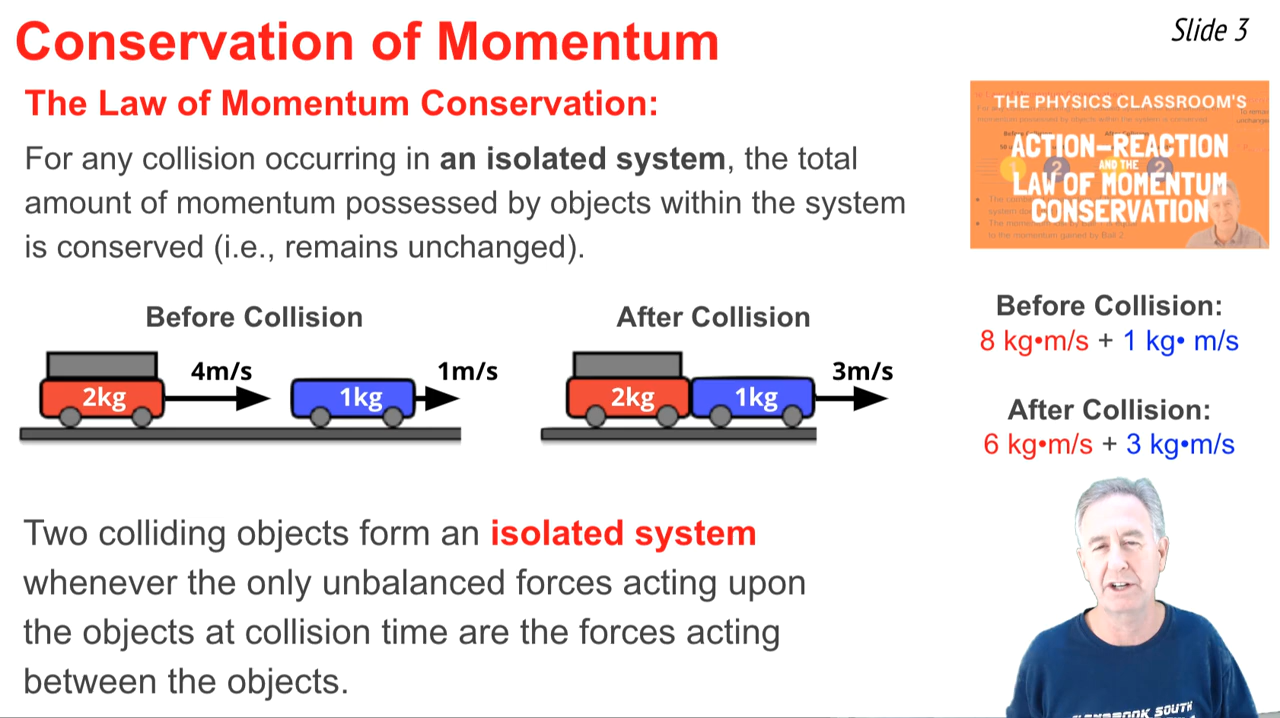 Conservation of Momentum
Slide 3
The Law of Momentum Conservation:
For any collision occurring in an isolated system, the total
amount of momentum possessed by objects within the system
is conserved (i.e., remains unchanged).
THE PHYSICS CLASSROOM'S
ACTION–REACTION
AND THE
LAW OF MOMENTUM
CONSERVATION
Before Collision
4m/s
1m/s
2kg
1kg
After Collision
3m/s
2kg
1kg
Before Collision:
8 kg•m/s + 1 kg• m/s
After Collision:
6 kg•m/s + 3 kg•m/s
Two colliding objects form an isolated system
whenever the only unbalanced forces acting upon
the objects at collision time are the forces acting
between the objects.
SOUTH